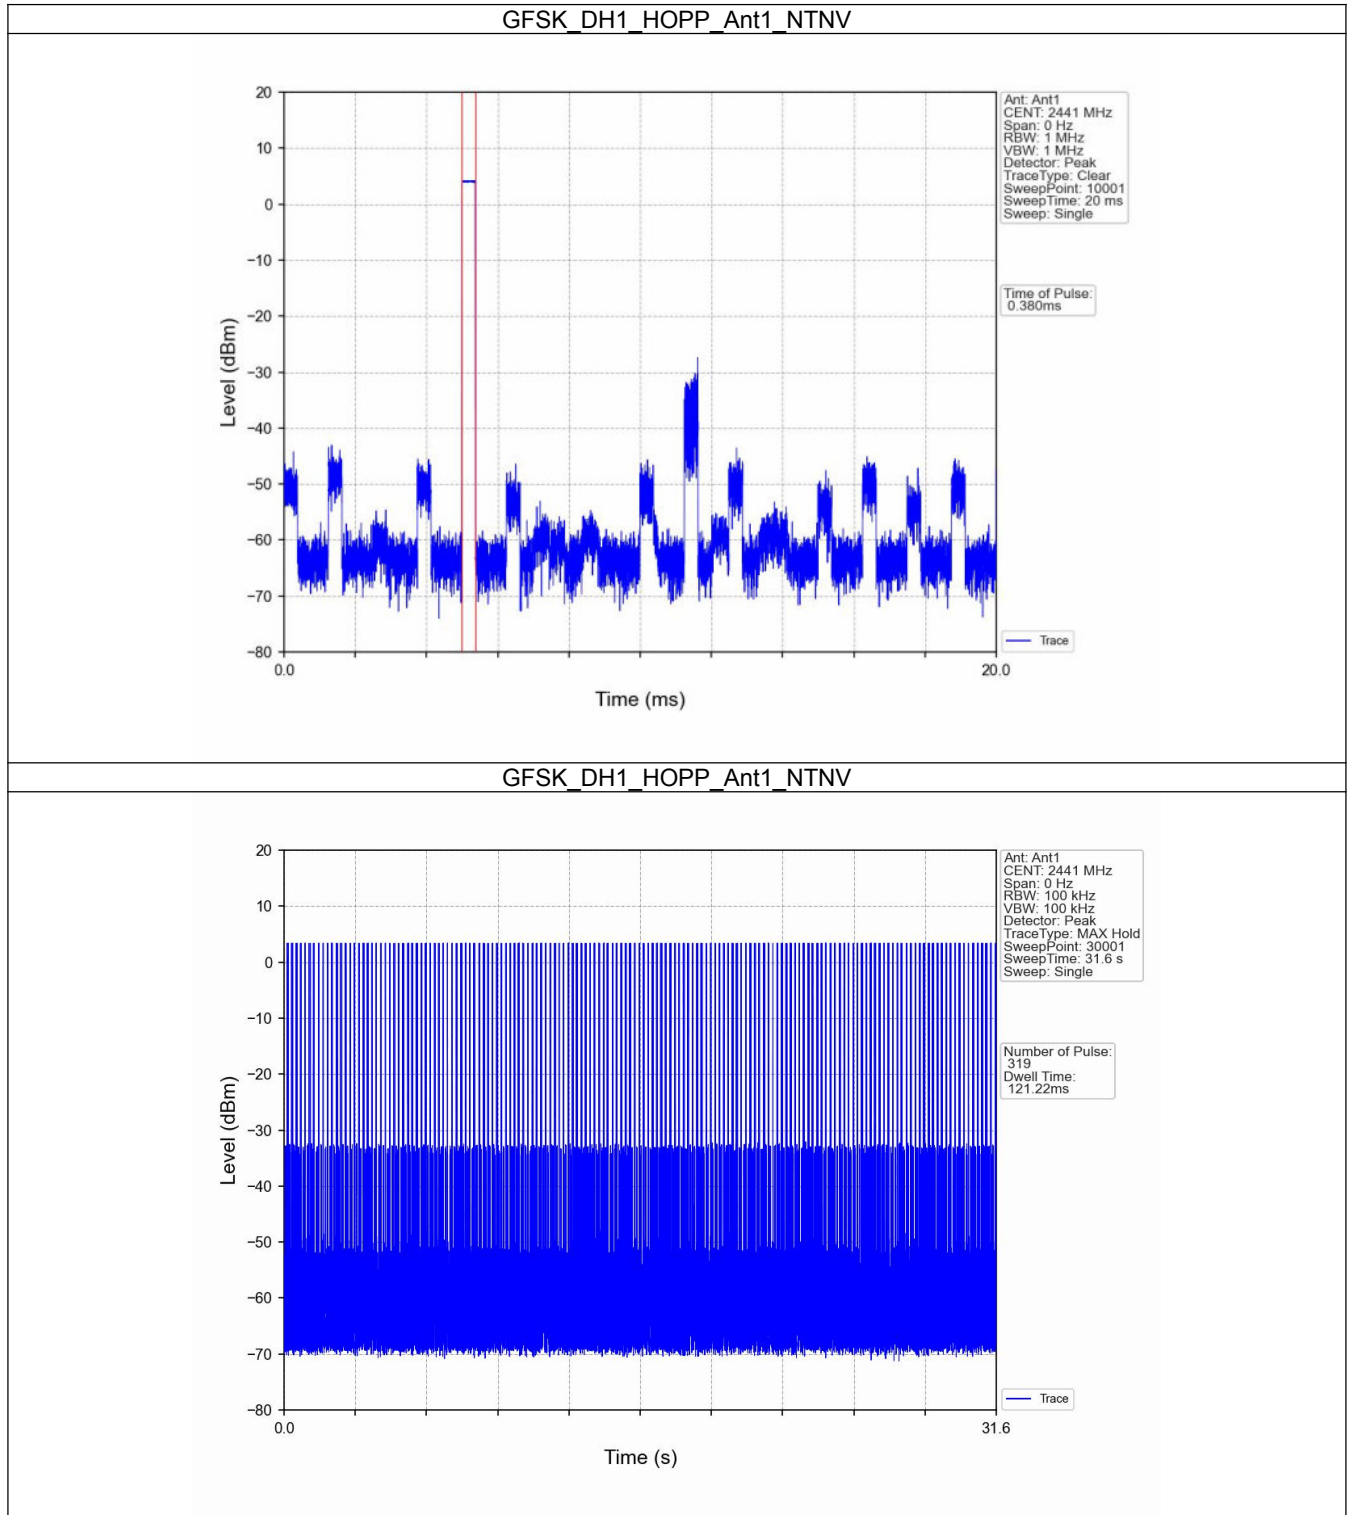 GFSK_DH1_HOPP_Ant1_NTNV
20
10
0
−10
−20
−30
−40
−50
−60
−70
−80
Level (dBm)
0.0
20.0
Time (ms)
Ant: Ant1
CENT: 2441 MHz
Span: 0 Hz
RBW: 1 MHz
VBW: 1 MHz
Detector: Peak
TraceType: Clear
SweepPoint: 10001
SweepTime: 20 ms
Sweep: Single
Time of Pulse:
0.380ms
Trace
GFSK_DH1_HOPP_Ant1_NTNV
20
10
0
−10
−20
−30
−40
−50
−60
−70
−80
Level (dBm)
0.0
31.6
Time (s)
Ant: Ant1
CENT: 2441 MHz
Span: 0 Hz
RBW: 100 kHz
VBW: 100 kHz
Detector: Peak
TraceType: MAX Hold
SweepPoint: 30001
SweepTime: 31.6 s
Sweep: Single
Number of Pulse:
319
Dwell Time:
121.22ms
Trace